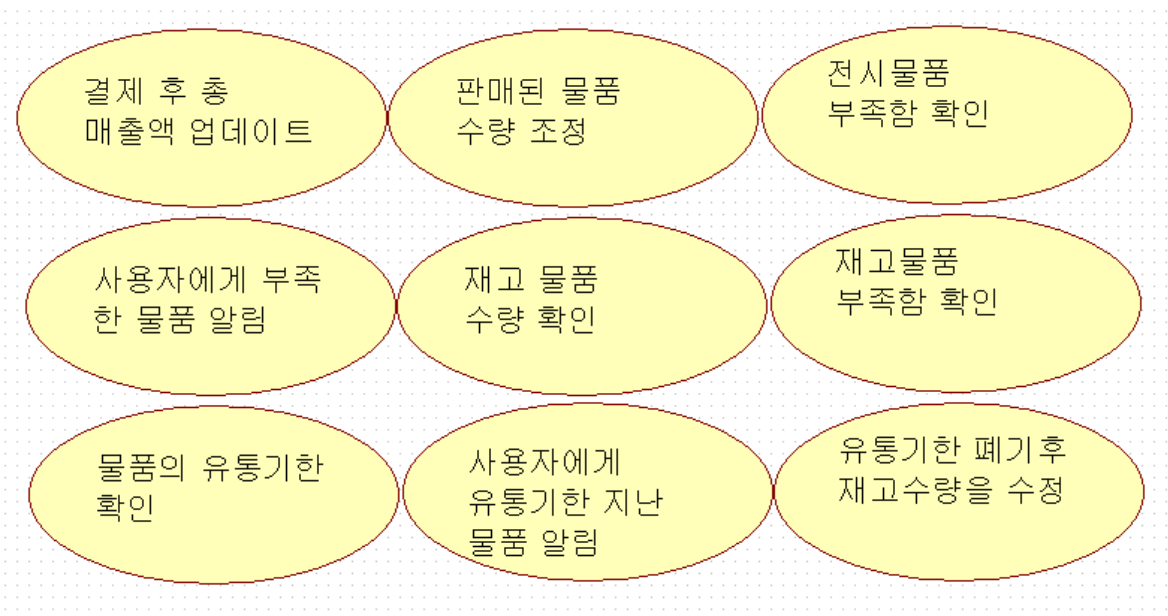 결제 후 총
매출액 업데이트
판매된 물품
수량 조정
전시물품
부족함 확인
사용자에게 부족
한 물품 알림
재고 물품
수량 확인
재고물품
부족함 확인
물품의 유통기한
확인
사용자에게
유통기한 지난
물품 알림
유통기한 폐기후
재고수량을 수정